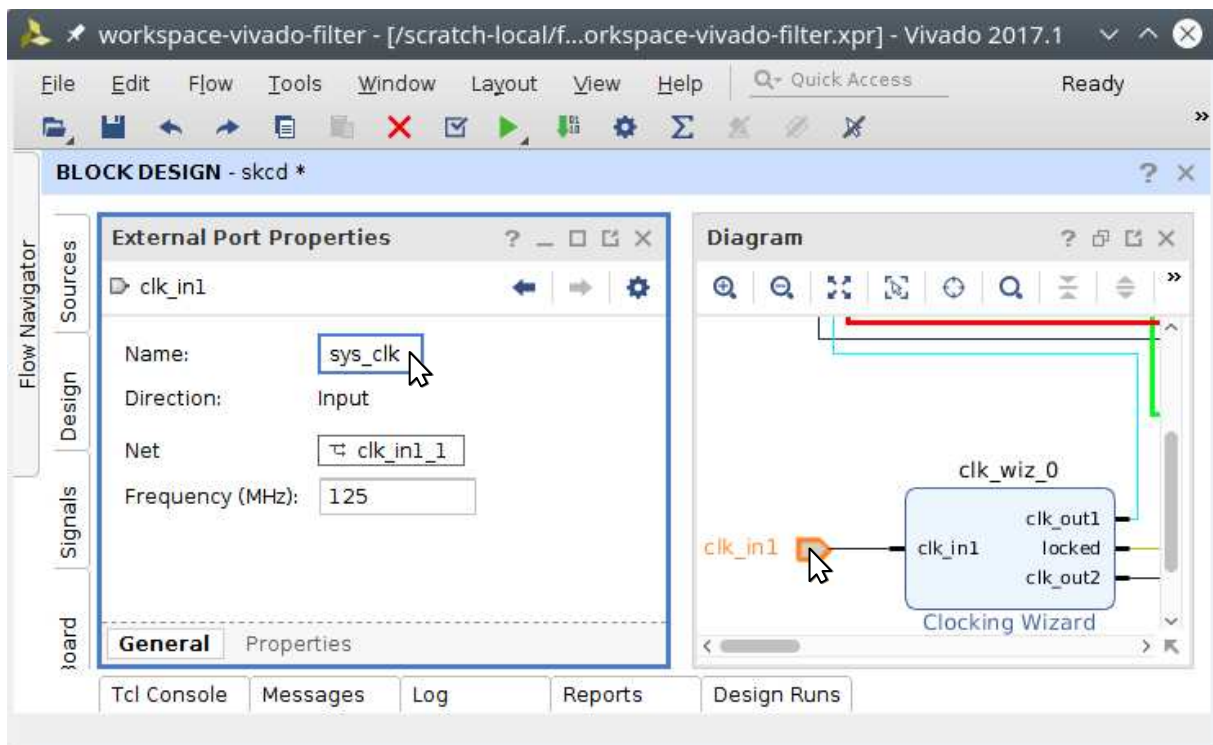 workspace-vivado-filter - [/scratch-local/f...orkspace-vivado-filter.xpr] - Vivado 2017.1
File Edit Flow Tools Window Layout View Help Quick Access Ready
BLOCK DESIGN - skcd *
Flow Navigator
Sources
Design
Signals
External Port Properties
clk_in1
Name: sys_clk
Direction: Input
Net clk_in1_1
Frequency (MHz): 125
General Properties
Diagram
clk_wiz_0
clk_out1
clk_in1 clk_in1 locked
clk_out2
Clocking Wizard
Tcl Console Messages Log Reports Design Runs